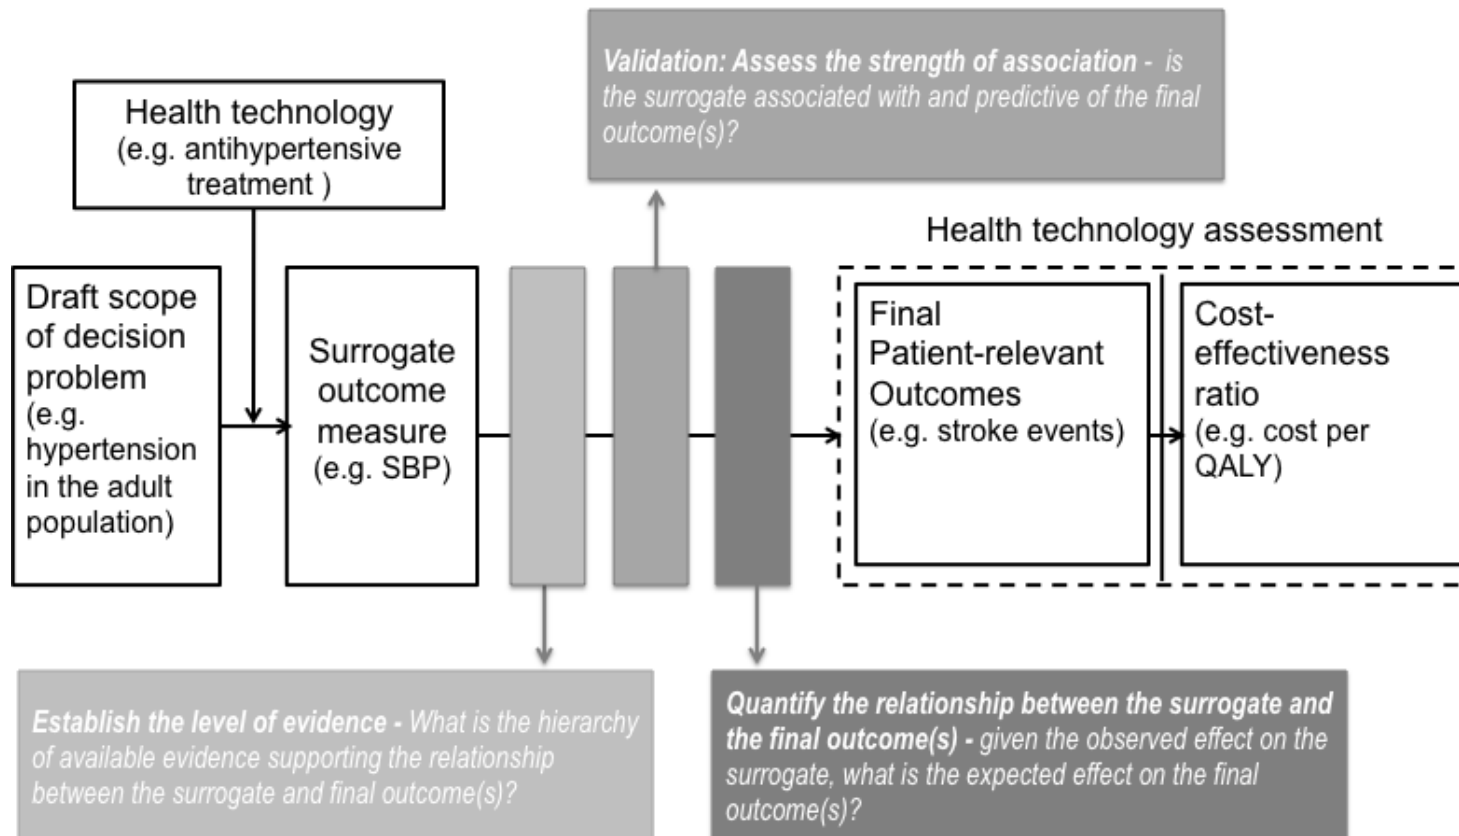 Validation: Assess the strength of association - is
the surrogate associated with and predictive of the final
outcome(s)?
Health technology
(e.g. antihypertensive
treatment )
Health technology assessment
Draft scope
of decision
problem
(e.g.
hypertension
in the adult
population)
Surrogate
outcome
measure
(e.g. SBP)
Final
Patient-relevant
Outcomes
(e.g. stroke events)
Cost-
effectiveness
ratio
(e.g. cost per
QALY)
Establish the level of evidence - What is the hierarchy
of available evidence supporting the relationship
between the surrogate and final outcome(s)?
Quantify the relationship between the surrogate and
the final outcome(s) - given the observed effect on the
surrogate, what is the expected effect on the final
outcome(s)?